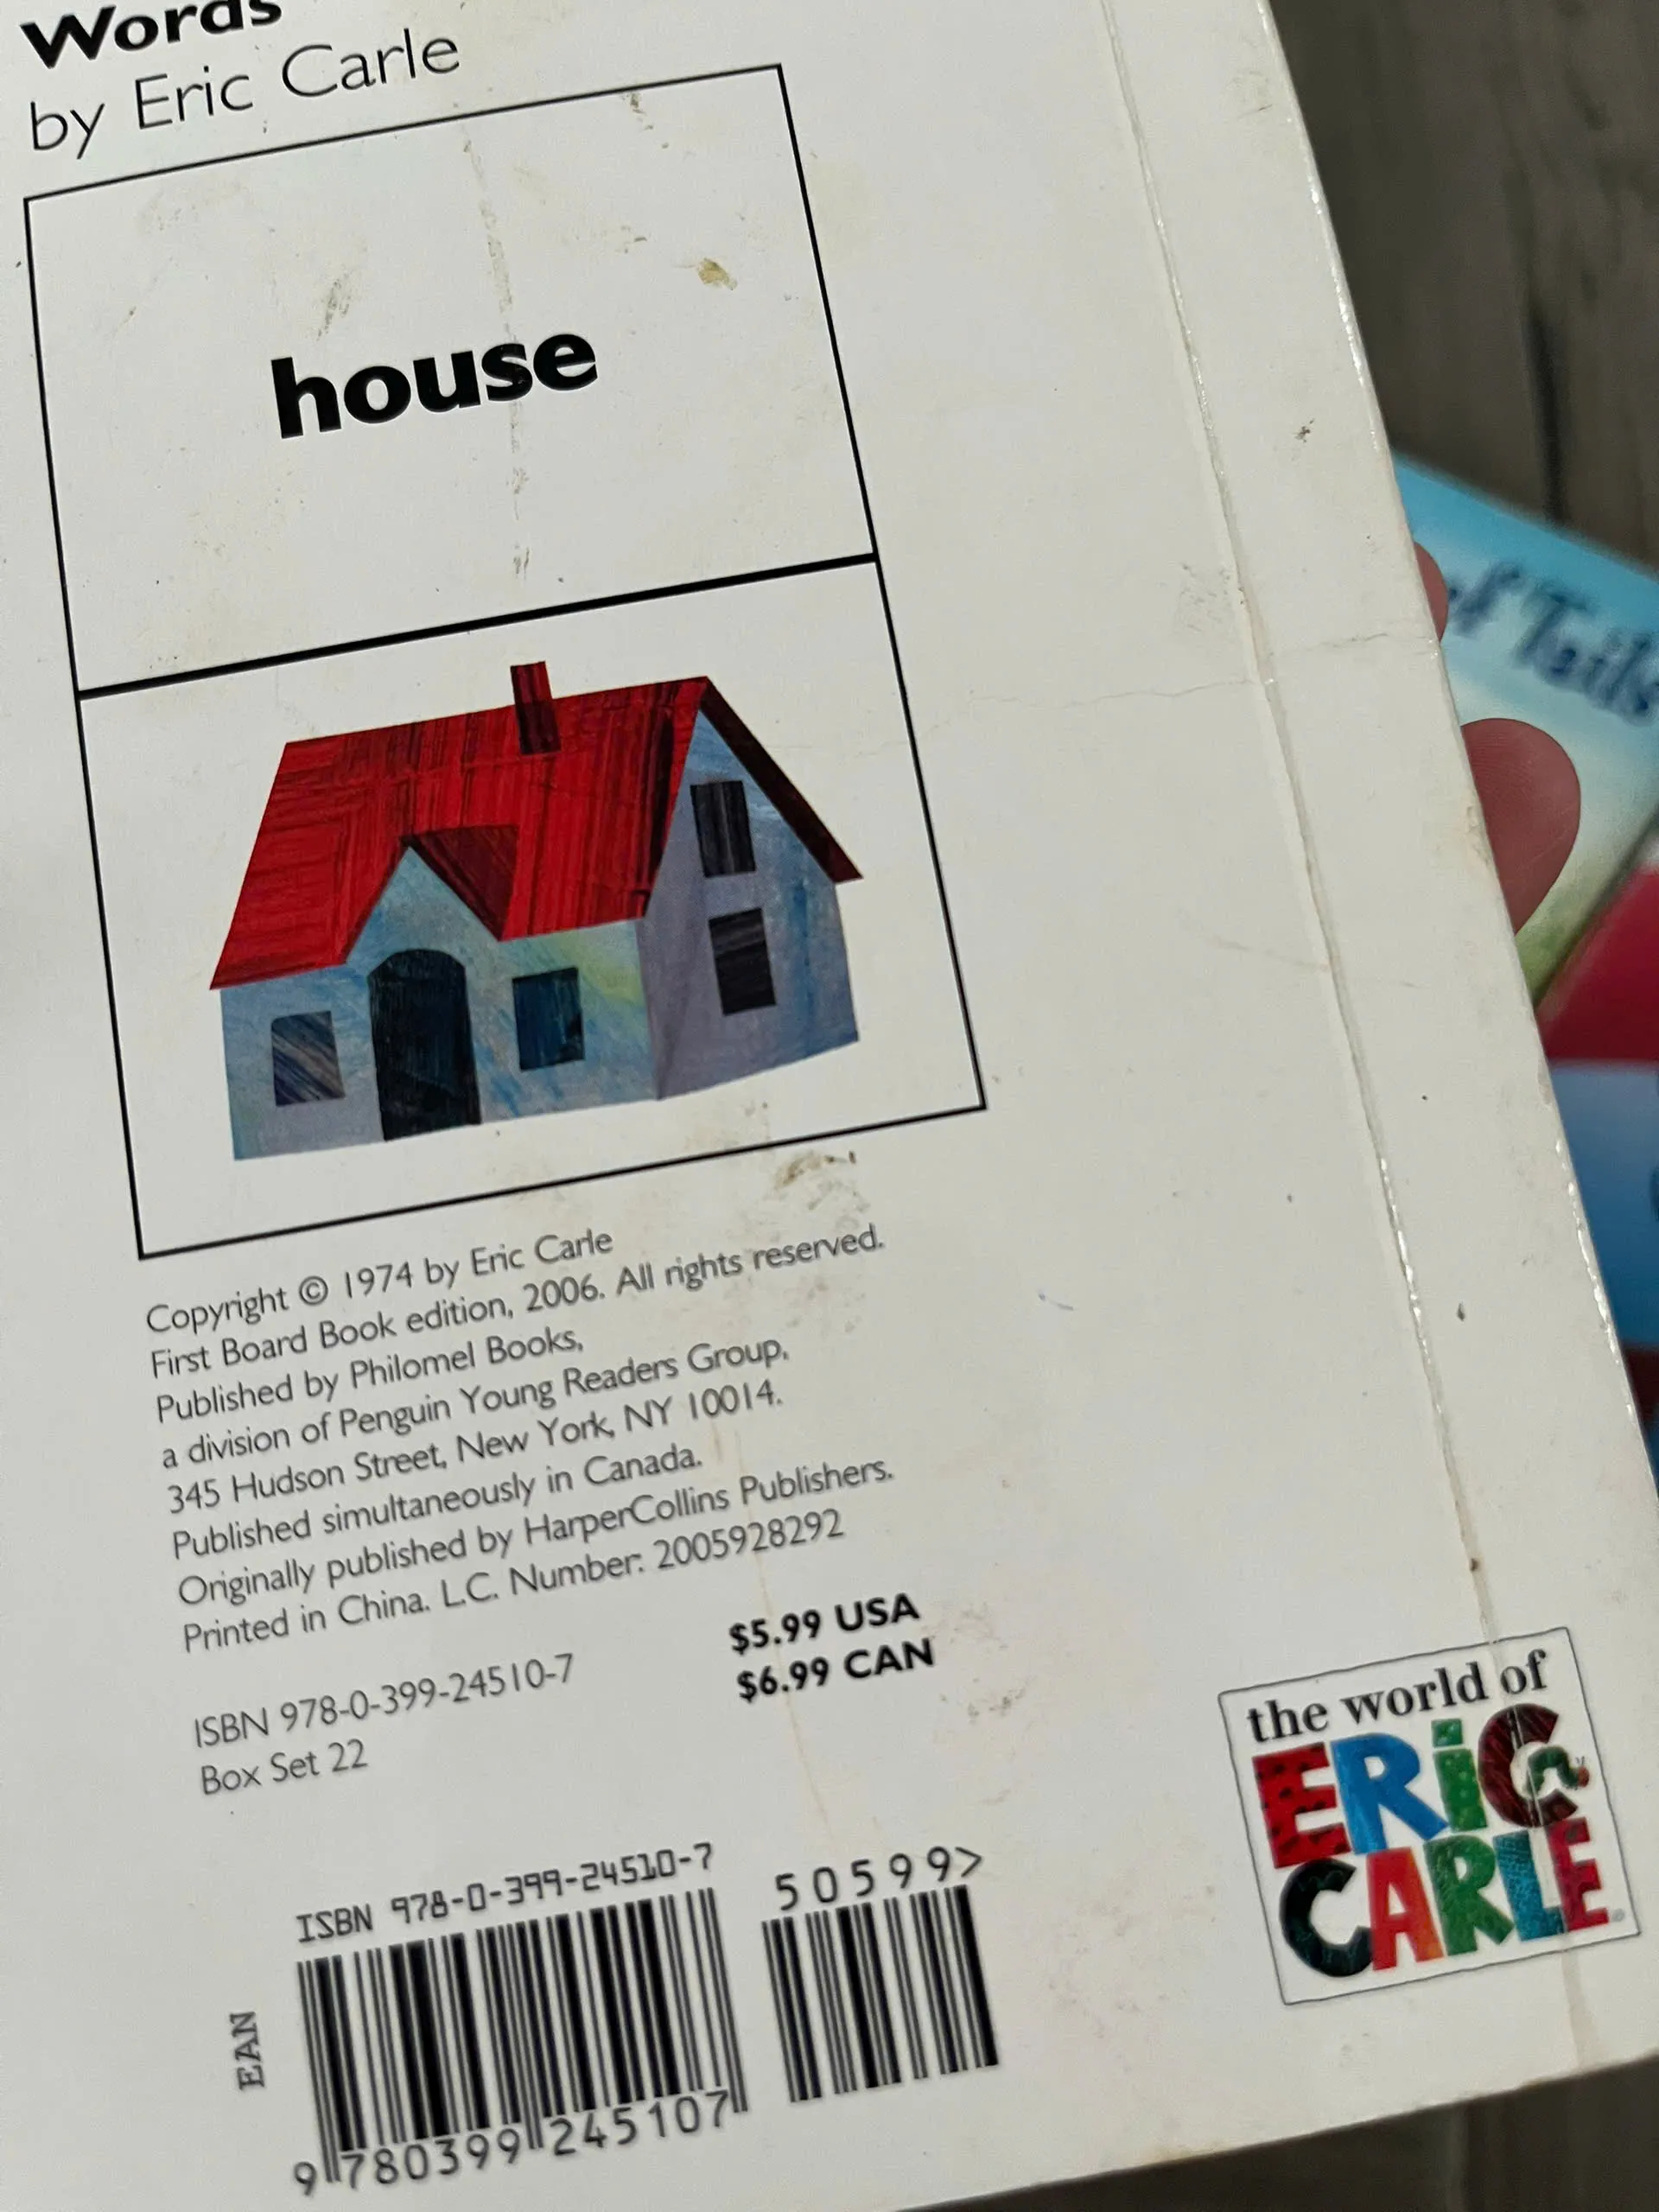 Words
by Eric Carle
house
Copyright © 1974 by Eric Carle
First Board Book edition, 2006. All rights reserved.
Published by Philomel Books,
a division of Penguin Young Readers Group,
345 Hudson Street, New York, NY 10014.
Published simultaneously in Canada.
Originally published by HarperCollins Publishers.
Printed in China. L.C. Number: 2005928292
$5.99 USA
$6.99 CAN
ISBN 978-0-399-24510-7
Box Set 22
ISBN 978-0-399-24510-7
50599>
EAN
9780399245107
the world of
ERiC
CARLE
of Tails